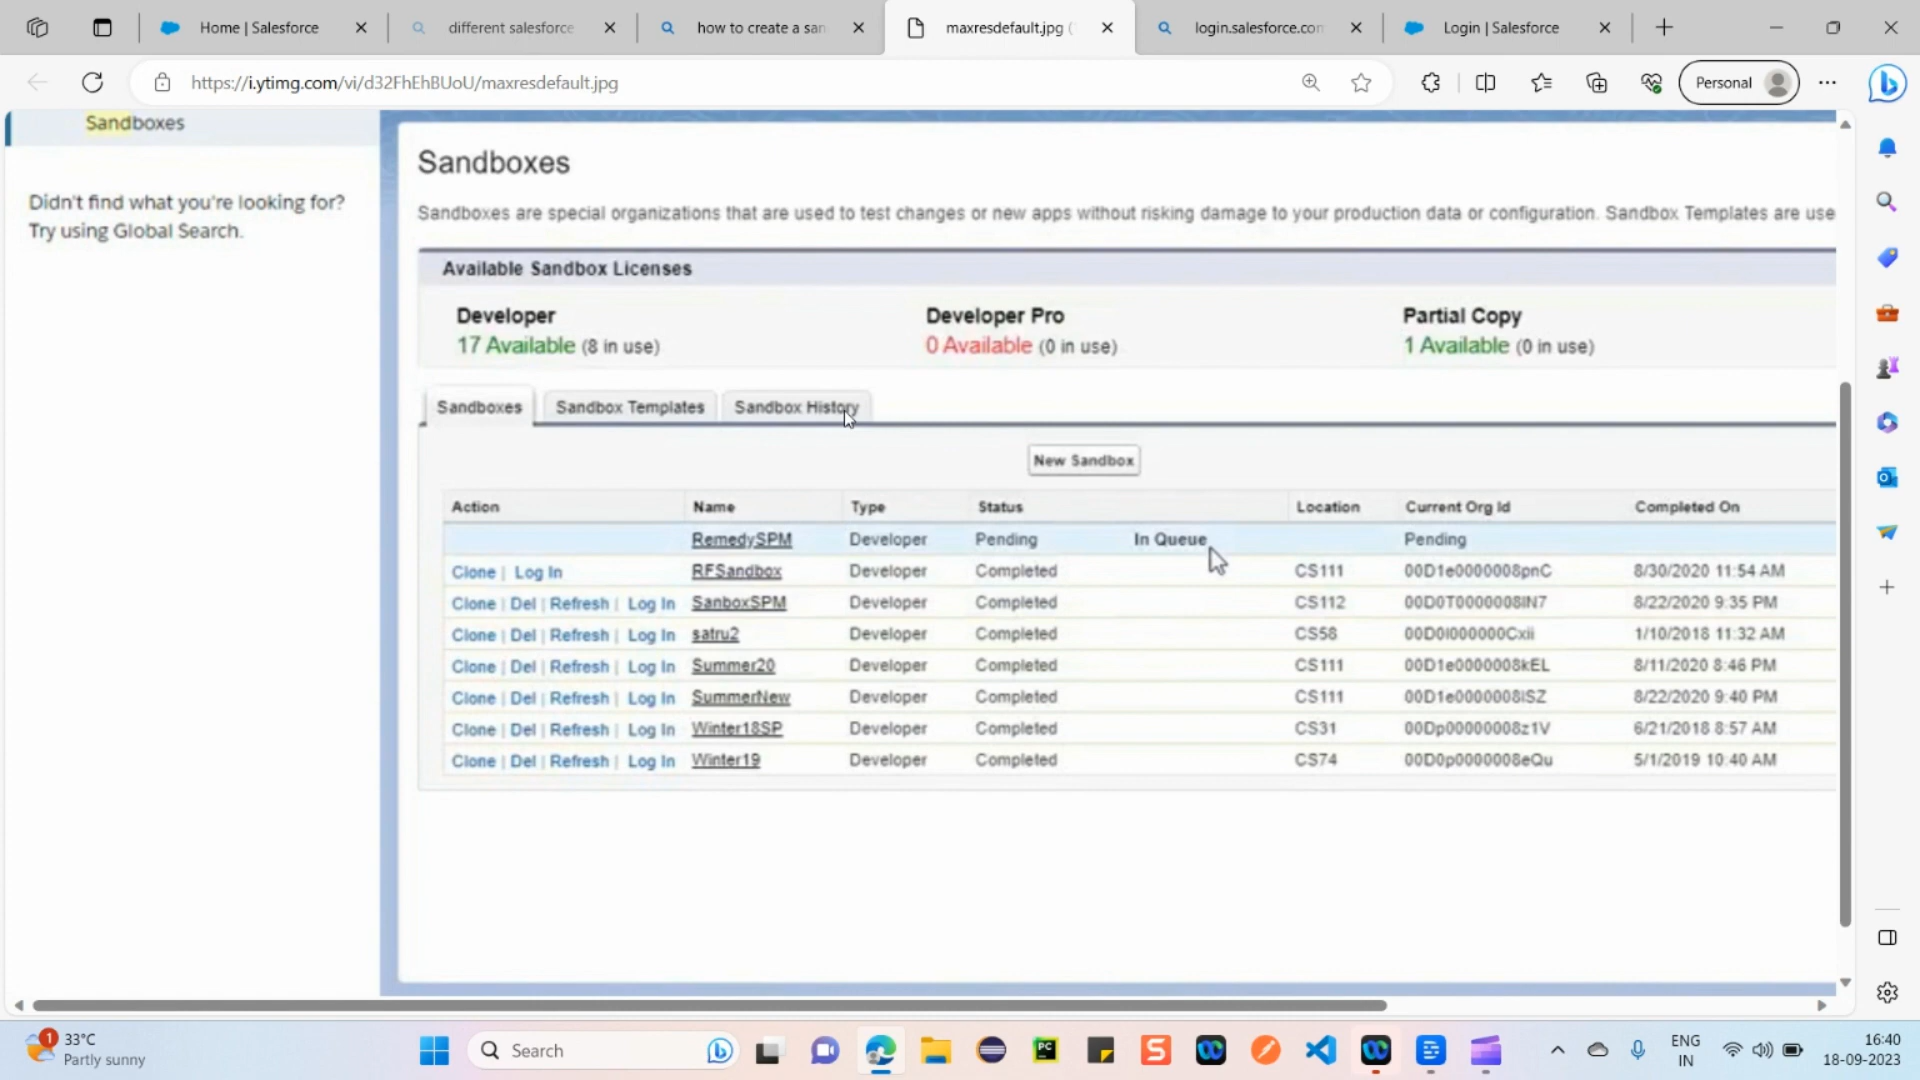 Home | Salesforce
different salesforce
how to create a san
maxresdefault.jpg (
login.salesforce.com
Login | Salesforce
https://i.ytimg.com/vi/d32FhEhBUoU/maxresdefault.jpg
Personal
Sandboxes
Didn't find what you're looking for?
Try using Global Search.
Sandboxes
Sandboxes are special organizations that are used to test changes or new apps without risking damage to your production data or configuration. Sandbox Templates are use
Available Sandbox Licenses
Developer
17 Available (8 in use)
Developer Pro
0 Available (0 in use)
Partial Copy
1 Available (0 in use)
Sandboxes
Sandbox Templates
Sandbox History
New Sandbox
Action Name Type Status Location Current Org Id Completed On
RemedySPM Developer Pending In Queue Pending
Clone | Log In RFSandbox Developer Completed CS111 00D1e0000008pnC 8/30/2020 11:54 AM
Clone | Del | Refresh | Log In SanboxSPM Developer Completed CS112 00D0T0000008IN7 8/22/2020 9:35 PM
Clone | Del | Refresh | Log In satru2 Developer Completed CS58 00D0I000000Cxii 1/10/2018 11:32 AM
Clone | Del | Refresh | Log In Summer20 Developer Completed CS111 00D1e0000008kEL 8/11/2020 8:46 PM
Clone | Del | Refresh | Log In SummerNew Developer Completed CS111 00D1e0000008ISZ 8/22/2020 9:40 PM
Clone | Del | Refresh | Log In Winter18SP Developer Completed CS31 00Dp00000008z1V 6/21/2018 8:57 AM
Clone | Del | Refresh | Log In Winter19 Developer Completed CS74 00D0p0000008eQu 5/1/2019 10:40 AM
1
33°C
Partly sunny
Search
PC
S
ENG
IN
16:40
18-09-2023